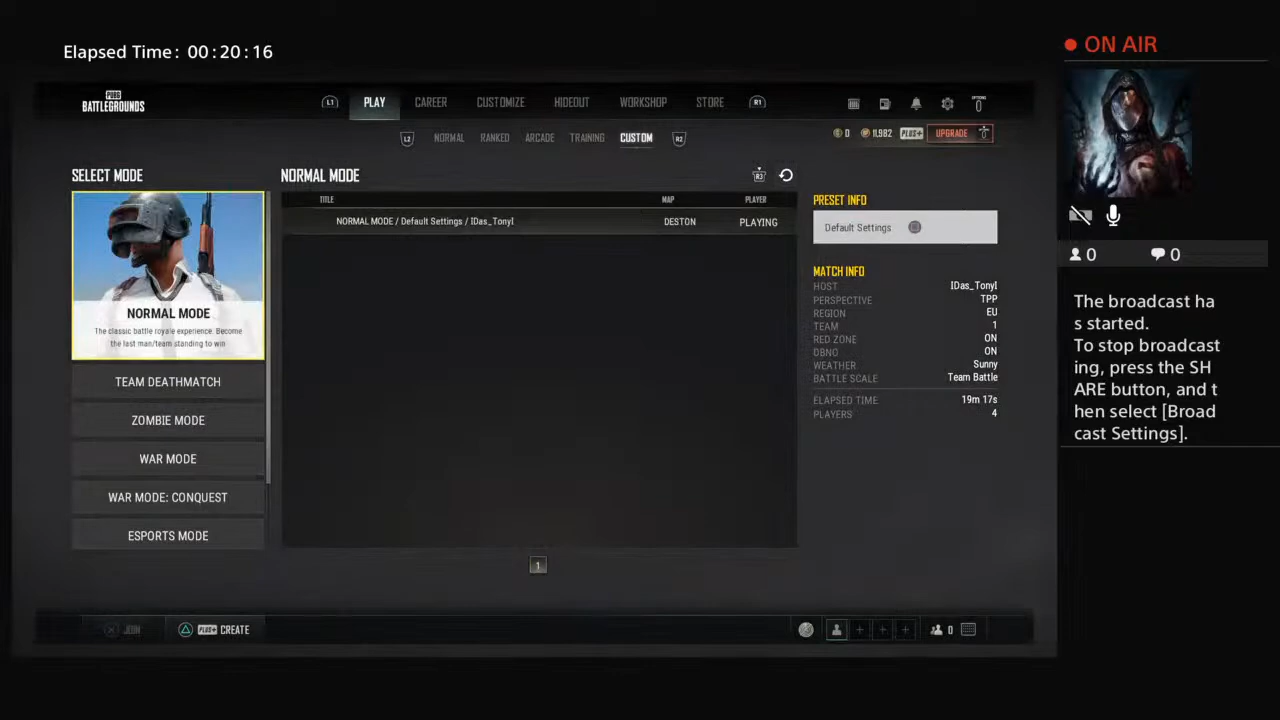 Elapsed Time: 00:20:16
ON AIR
PUBG
BATTLEGROUNDS
L1 PLAY CAREER CUSTOMIZE HIDEOUT WORKSHOP STORE R1
OPTIONS
L2 NORMAL RANKED ARCADE TRAINING CUSTOM R2
0 11,982 PLUS+ UPGRADE
SELECT MODE
NORMAL MODE
The classic battle royale experience. Become
the last man/team standing to win
TEAM DEATHMATCH
ZOMBIE MODE
WAR MODE
WAR MODE: CONQUEST
ESPORTS MODE
NORMAL MODE
R3
TITLE MAP PLAYER
NORMAL MODE / Default Settings / IDas_TonyI DESTON PLAYING
1
PRESET INFO
Default Settings
MATCH INFO
HOST IDas_TonyI
PERSPECTIVE TPP
REGION EU
TEAM 1
RED ZONE ON
DBNO ON
WEATHER Sunny
BATTLE SCALE Team Battle
ELAPSED TIME 19m 17s
PLAYERS 4
JOIN PLUS+ CREATE
0
0 0
The broadcast ha
s started.
To stop broadcast
ing, press the SH
ARE button, and t
hen select [Broad
cast Settings].